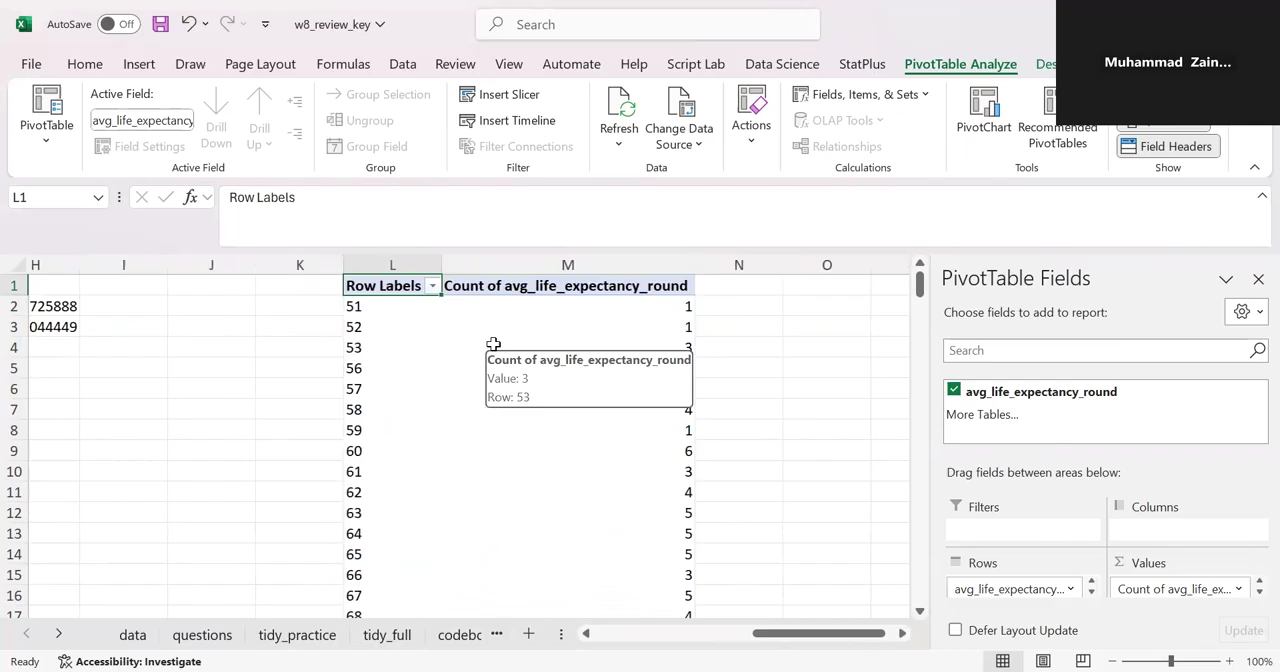 AutoSave Off w8_review_key Search
Muhammad Zain...
File Home Insert Draw Page Layout Formulas Data Review View Automate Help Script Lab Data Science StatPlus PivotTable Analyze
PivotTable
Active Field:
avg_life_expectancy
Field Settings
Drill Down
Drill Up
Active Field
Group Selection
Ungroup
Group Field
Group
Insert Slicer
Insert Timeline
Filter Connections
Filter
Refresh
Change Data Source
Data
Actions
Fields, Items, & Sets
OLAP Tools
Relationships
Calculations
PivotChart
Recommended PivotTables
Tools
Field Headers
Show
L1 fx Row Labels
H I J K L M N O
1 Row Labels Count of avg_life_expectancy_round
2 725888 51 1
3 044449 52 1
4 53 3
5 56
6 57
7 58 4
8 59 1
9 60 6
10 61 3
11 62 4
12 63 5
13 64 5
14 65 5
15 66 3
16 67 5
17 68 4
Count of avg_life_expectancy_round
Value: 3
Row: 53
PivotTable Fields
Choose fields to add to report:
Search
avg_life_expectancy_round
More Tables...
Drag fields between areas below:
Filters Columns
Rows Values
avg_life_expectancy... Count of avg_life_ex...
Defer Layout Update Update
data questions tidy_practice tidy_full codebc ...
Ready Accessibility: Investigate 100%